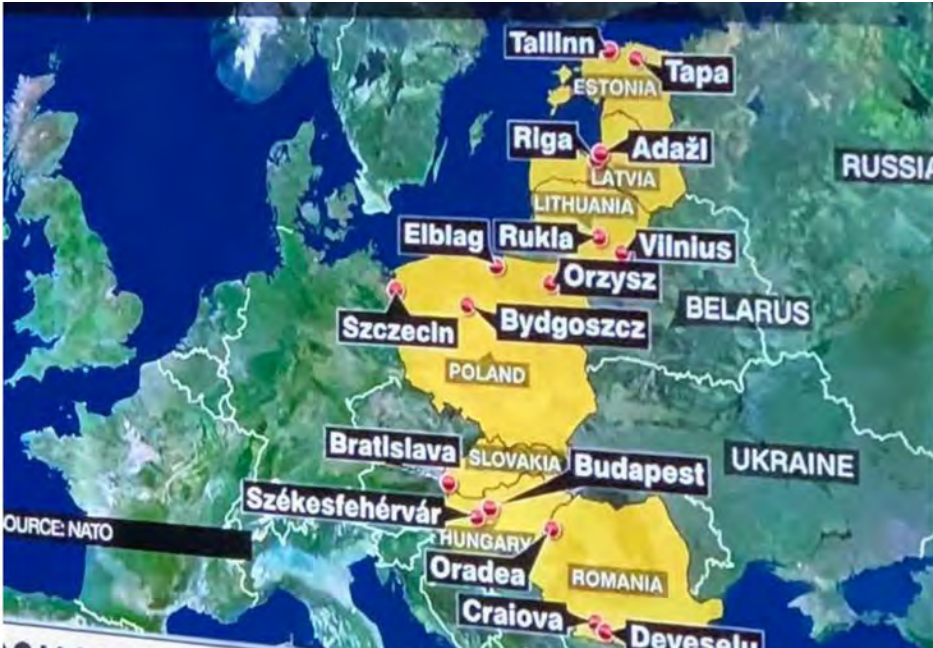 Tallinn
Tapa
ESTONIA
Riga
Adažl
LATVIA
RUSSIA
LITHUANIA
Elblag
Rukla
Vilnius
Orzysz
BELARUS
Szczecin
Bydgoszcz
POLAND
Bratislava
SLOVAKIA
Budapest
UKRAINE
Székesfehérvár
OURCE: NATO
HUNGARY
Oradea
ROMANIA
Craiova
Deveselu